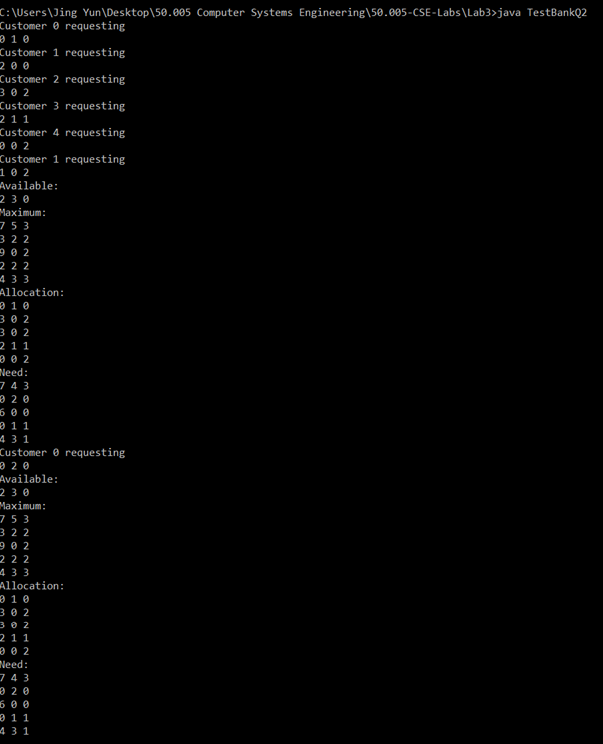 C:\Users\Jing Yun\Desktop\50.005 Computer Systems Engineering\50.005-CSE-Labs\Lab3>java TestBankQ2
Customer 0 requesting
0 1 0
Customer 1 requesting
2 0 0
Customer 2 requesting
3 0 2
Customer 3 requesting
2 1 1
Customer 4 requesting
0 0 2
Customer 1 requesting
1 0 2
Available:
2 3 0
Maximum:
7 5 3
3 2 2
9 0 2
2 2 2
4 3 3
Allocation:
0 1 0
3 0 2
3 0 2
2 1 1
0 0 2
Need:
7 4 3
0 2 0
6 0 0
0 1 1
4 3 1
Customer 0 requesting
0 2 0
Available:
2 3 0
Maximum:
7 5 3
3 2 2
9 0 2
2 2 2
4 3 3
Allocation:
0 1 0
3 0 2
3 0 2
2 1 1
0 0 2
Need:
7 4 3
0 2 0
6 0 0
0 1 1
4 3 1